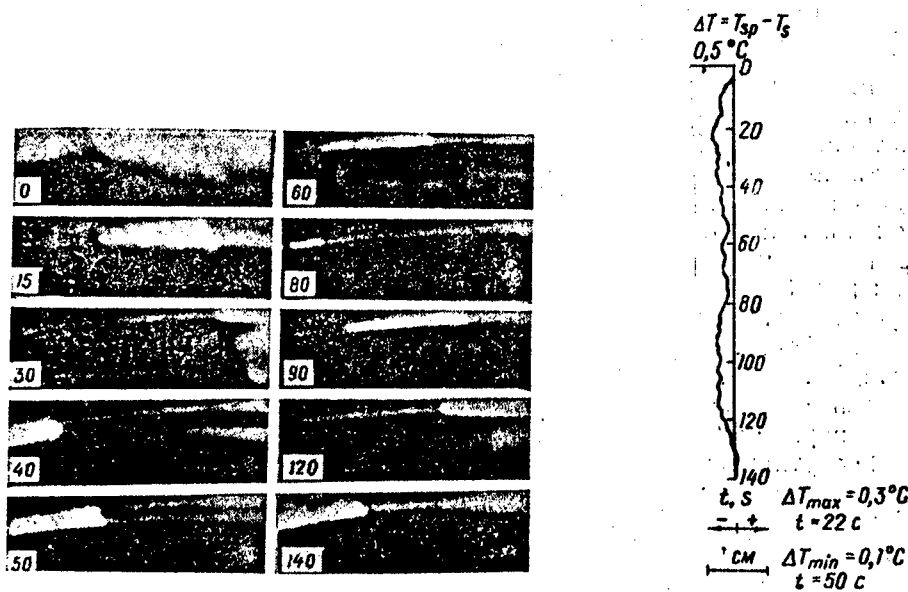 0
15
30
40
50
60
80
90
120
140
ΔT = Tsp − Ts
0,5 °C
0
20
40
60
80
100
120
140
t, s
− +
см
ΔTmax = 0,3°C
t = 22 c
ΔTmin = 0,1°C
t = 50 c